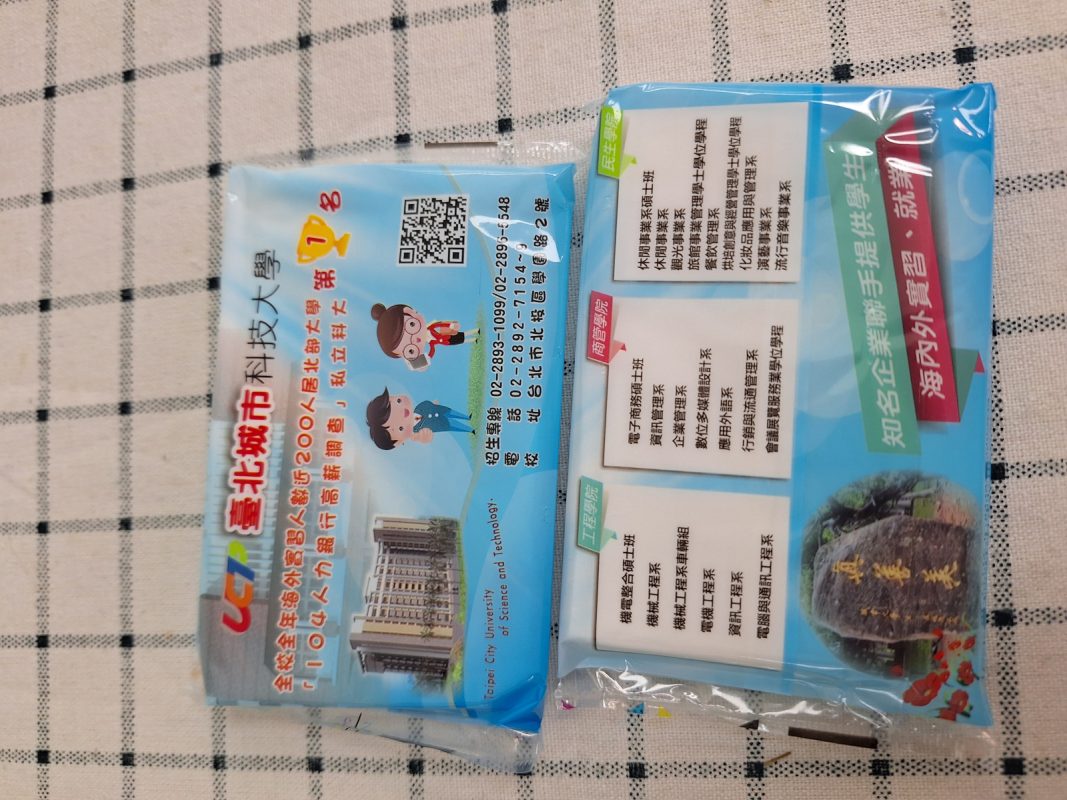 UCT
臺北城市科技大學
全校全年海外實習人數近200人居北部大學
「104人力銀行高薪調查」私立科大
第1名
招生專線 02-2893-1099/02-2895-5548
電話 02-2892-7154~9
校址 台北市北投區學園路2號
Taipei City University
of Science and Technology.
工程學院
機電整合碩士班
機械工程系
機械工程系車輛組
電機工程系
資訊工程系
電腦與通訊工程系
商管學院
電子商務碩士班
資訊管理系
企業管理系
數位多媒體設計系
應用外語系
行銷與流通管理系
會議展覽服務業學位學程
民生學院
休閒事業系碩士班
休閒事業系
觀光事業系
旅館事業管理學士學位學程
餐飲管理系
烘培創意與經營管理學士學位學程
化妝品應用與管理系
演藝事業系
流行音樂事業系
知名企業聯手提供學生
海內外實習、就業
真善美